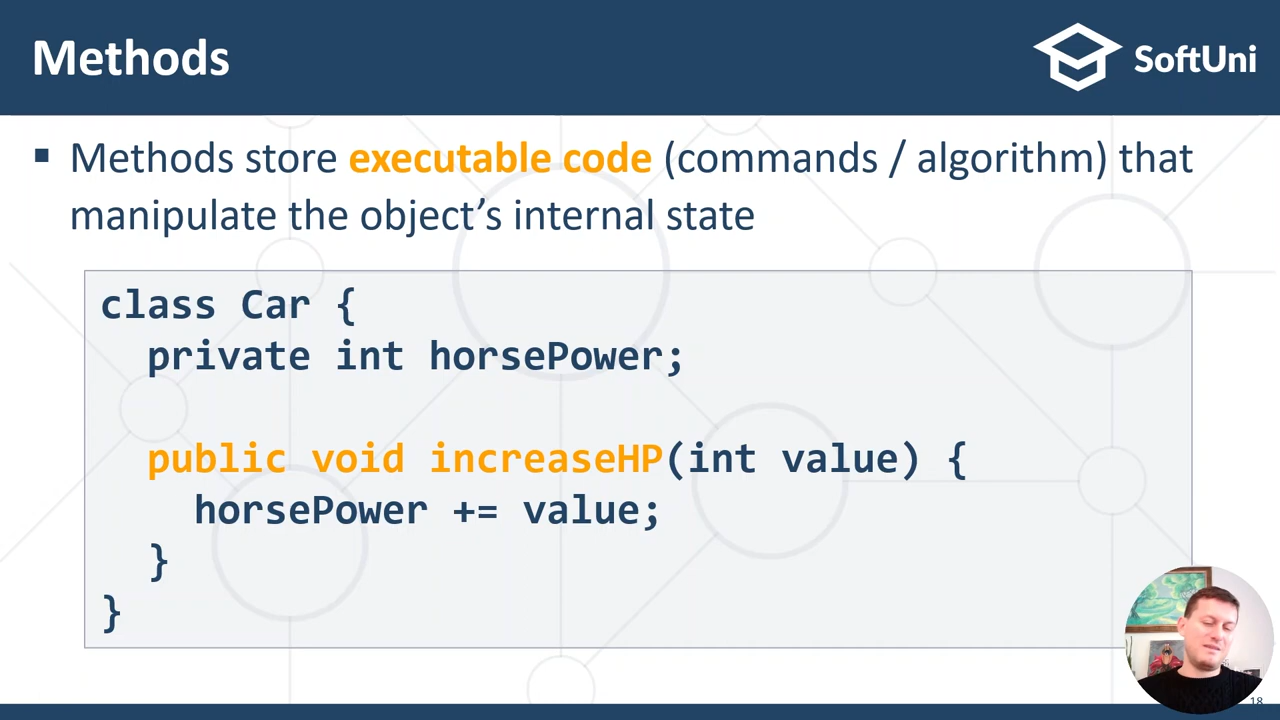 Methods
SoftUni
▪ Methods store executable code (commands / algorithm) that
manipulate the object’s internal state
class Car {
  private int horsePower;

  public void increaseHP(int value) {
    horsePower += value;
  }
}
18